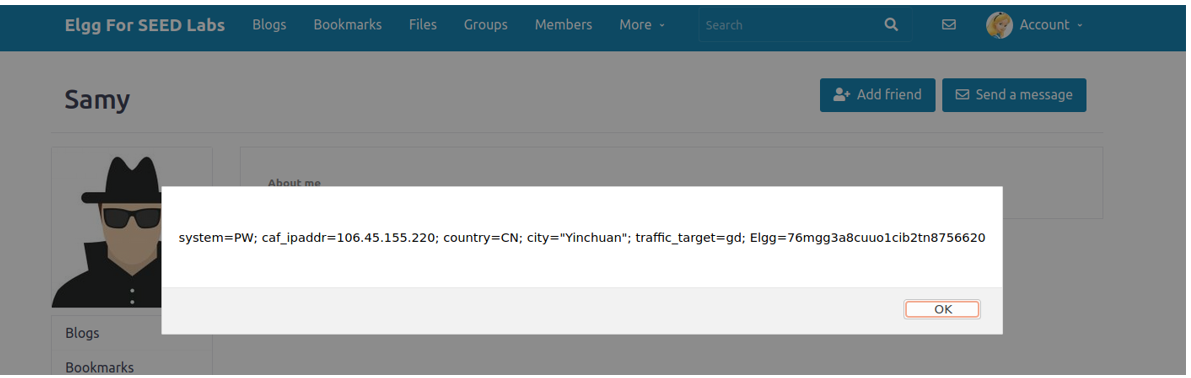 Elgg For SEED Labs Blogs Bookmarks Files Groups Members More Search Account
Samy
Add friend Send a message
About me
system=PW; caf_ipaddr=106.45.155.220; country=CN; city="Yinchuan"; traffic_target=gd; Elgg=76mgg3a8cuuo1cib2tn8756620
OK
Blogs
Bookmarks